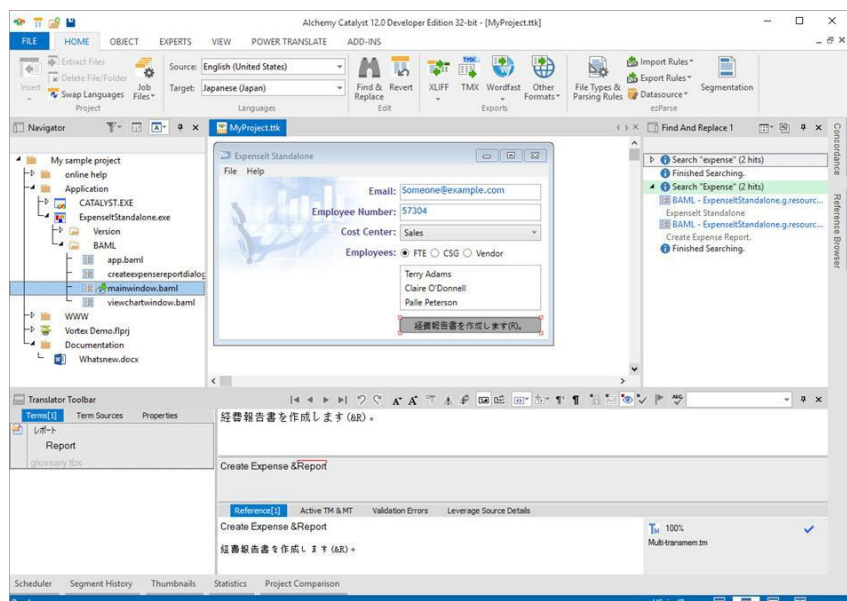 Alchemy Catalyst 12.0 Developer Edition 32-bit - [MyProject.ttk]
FILE HOME OBJECT EXPERTS VIEW POWER TRANSLATE ADD-INS
Insert
Extract Files
Delete File/Folder
Swap Languages
Job Files
Project
Source: English (United States)
Target: Japanese (Japan)
Languages
Find & Replace
Revert
Edit
XLIFF
TMX
Wordfast
Other Formats
Exports
File Types & Parsing Rules
Import Rules
Export Rules
Datasource
Segmentation
ezParse
Navigator
My sample project
online help
Application
CATALYST.EXE
ExpenseItStandalone.exe
Version
BAML
app.baml
createexpensereportdialog
mainwindow.baml
viewchartwindow.baml
WWW
Vortex Demo.flprj
Documentation
Whatsnew.docx
MyProject.ttk
ExpenseIt Standalone
File Help
Email: Someone@example.com
Employee Number: 57304
Cost Center: Sales
Employees: FTE CSG Vendor
Terry Adams
Claire O'Donnell
Palle Peterson
経費報告書を作成します(R)。
Find And Replace 1
Search "expense" (2 hits)
Finished Searching.
Search "Expense" (2 hits)
BAML - ExpenseItStandalone.g.resourc...
ExpenseIt Standalone
BAML - ExpenseItStandalone.g.resourc...
Create Expense Report.
Finished Searching.
Concordance
Reference Browser
Translator Toolbar
Terms[1] Term Sources Properties
レポート
Report
glossary.tbx
経費報告書を作成します(&R)。
Create Expense &Report
Reference[1] Active TM & MT Validation Errors Leverage Source Details
Create Expense &Report
経費報告書を作成します(&R)。
100%
Multi-transmem.tm
Scheduler Segment History Thumbnails Statistics Project Comparison